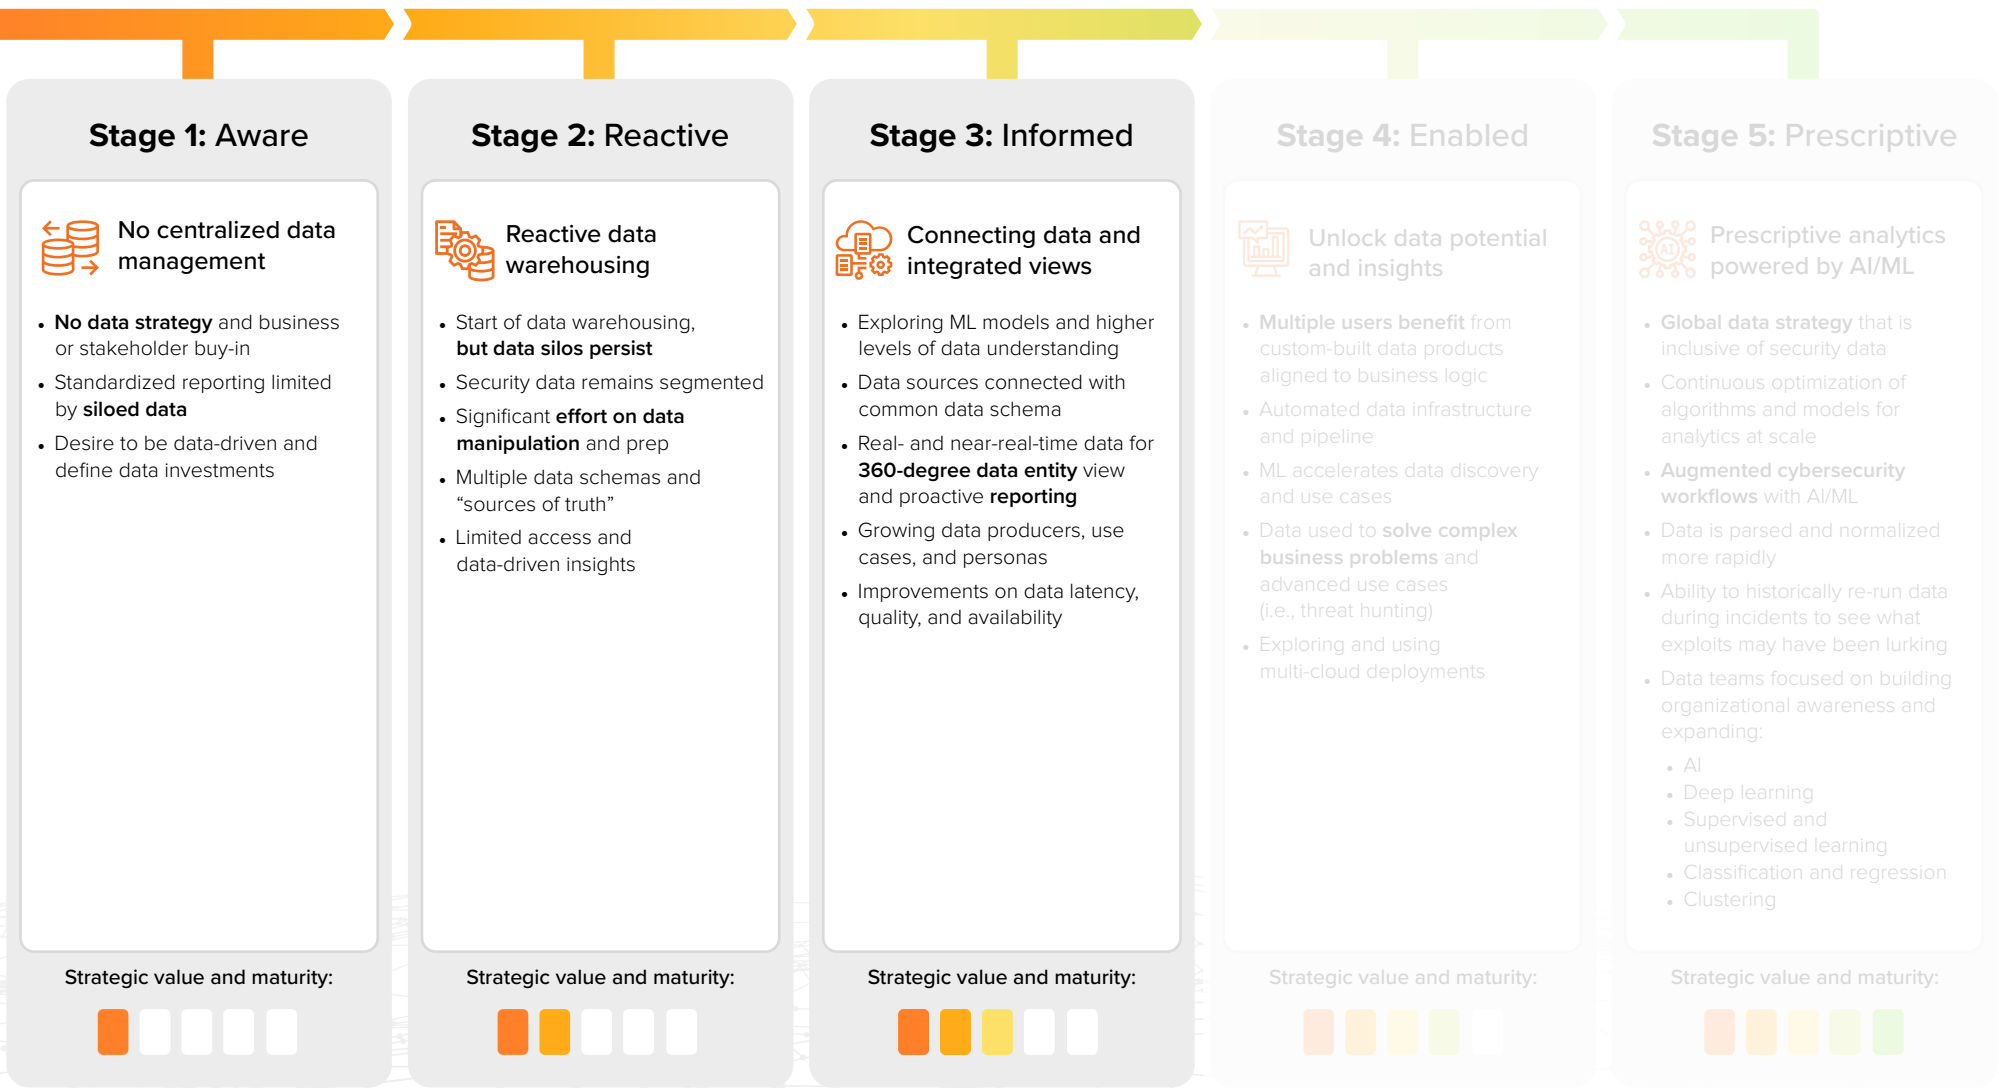 Stage 1: Aware
No centralized data
management
• No data strategy and business
or stakeholder buy-in
• Standardized reporting limited
by siloed data
• Desire to be data-driven and
define data investments
Strategic value and maturity:
Stage 2: Reactive
Reactive data
warehousing
• Start of data warehousing,
but data silos persist
• Security data remains segmented
• Significant effort on data
manipulation and prep
• Multiple data schemas and
“sources of truth”
• Limited access and
data-driven insights
Strategic value and maturity:
Stage 3: Informed
Connecting data and
integrated views
• Exploring ML models and higher
levels of data understanding
• Data sources connected with
common data schema
• Real- and near-real-time data for
360-degree data entity view
and proactive reporting
• Growing data producers, use
cases, and personas
• Improvements on data latency,
quality, and availability
Strategic value and maturity:
Stage 4: Enabled
Unlock data potential
and insights
• Multiple users benefit from
custom-built data products
aligned to business logic
• Automated data infrastructure
and pipeline
• ML accelerates data discovery
and use cases
• Data used to solve complex
business problems and
advanced use cases
(i.e., threat hunting)
• Exploring and using
multi-cloud deployments
Strategic value and maturity:
Stage 5: Prescriptive
AI
Prescriptive analytics
powered by AI/ML
• Global data strategy that is
inclusive of security data
• Continuous optimization of
algorithms and models for
analytics at scale
• Augmented cybersecurity
workflows with AI/ML
• Data is parsed and normalized
more rapidly
• Ability to historically re-run data
during incidents to see what
exploits may have been lurking
• Data teams focused on building
organizational awareness and
expanding:
• AI
• Deep learning
• Supervised and
unsupervised learning
• Classification and regression
• Clustering
Strategic value and maturity: